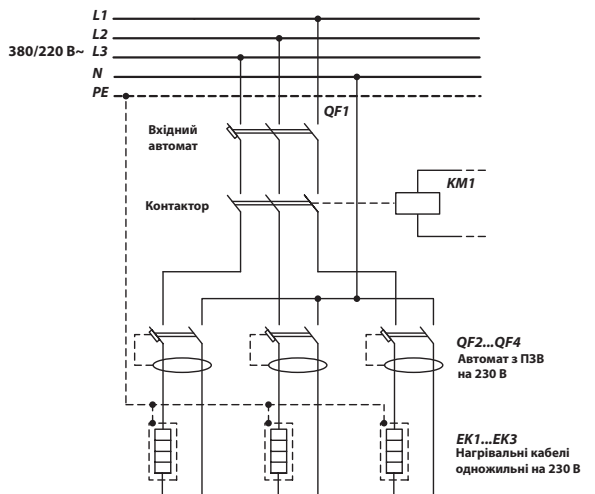 L1
L2
380/220 В~ L3
N
PE
QF1
Вхідний
автомат
KM1
Контактор
QF2...QF4
Автомат з ПЗВ
на 230 В
EK1...EK3
Нагрівальні кабелі
одножильні на 230 В